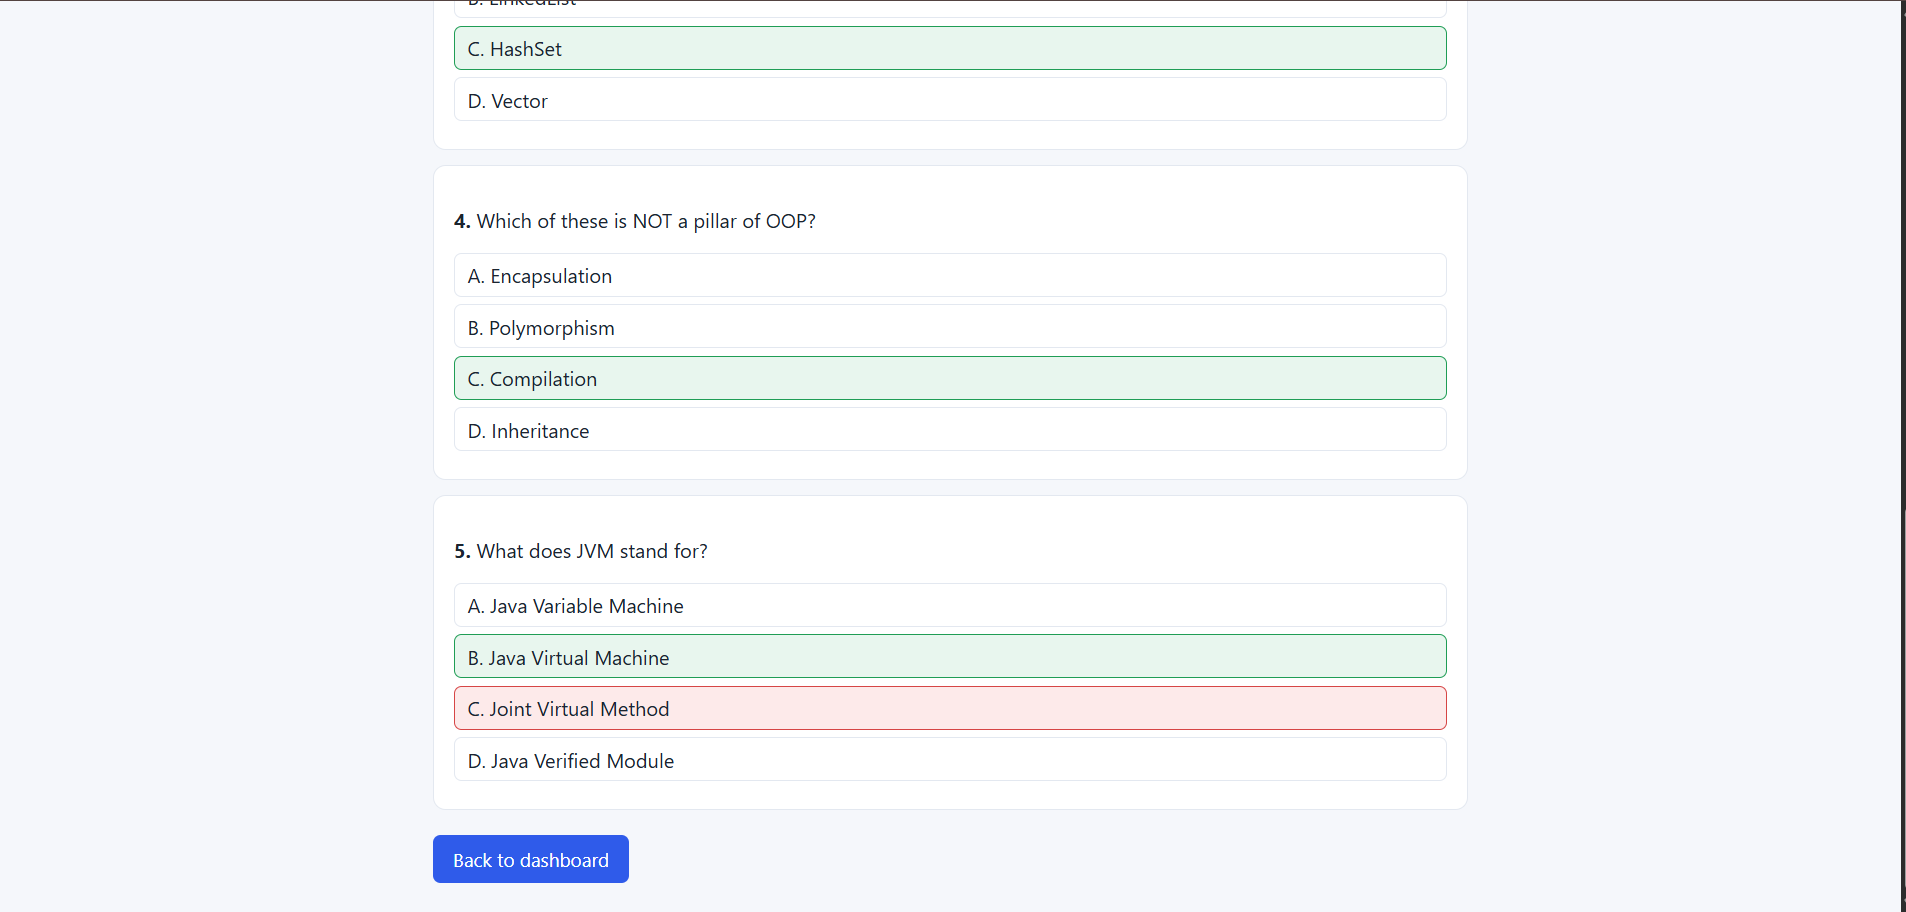 B. LinkedList
C. HashSet
D. Vector
4. Which of these is NOT a pillar of OOP?
A. Encapsulation
B. Polymorphism
C. Compilation
D. Inheritance
5. What does JVM stand for?
A. Java Variable Machine
B. Java Virtual Machine
C. Joint Virtual Method
D. Java Verified Module
Back to dashboard